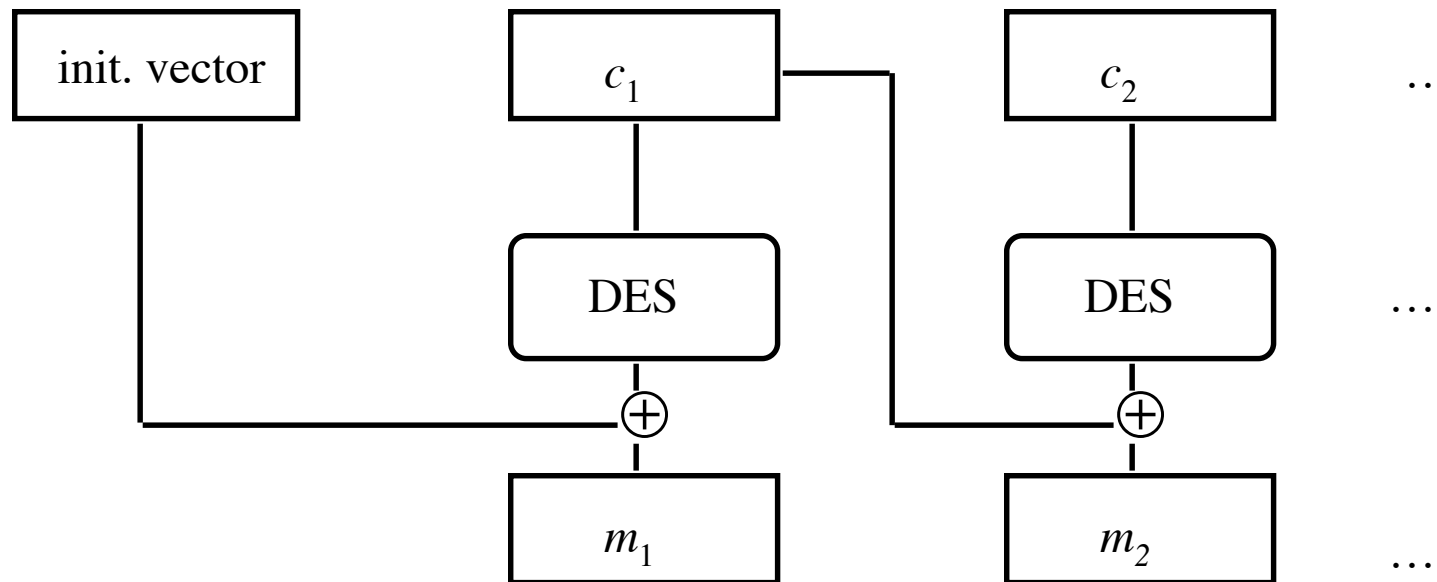 init. vector
c₁
c₂
..
DES
DES
…
⊕
⊕
m₁
m₂
…